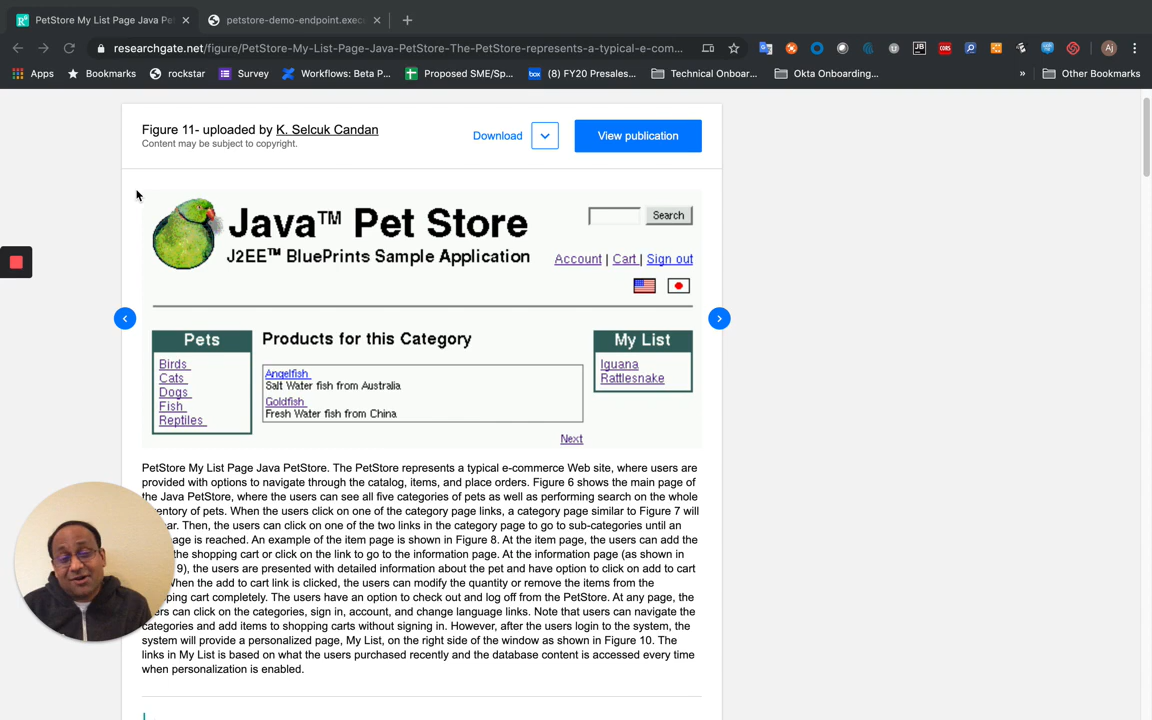 PetStore My List Page Java Pet
petstore-demo-endpoint.exec
researchgate.net/figure/PetStore-My-List-Page-Java-PetStore-The-PetStore-represents-a-typical-e-com...
Aj
Apps
Bookmarks
rockstar
Survey
Workflows: Beta P...
Proposed SME/Sp...
box
(8) FY20 Presales...
Technical Onboar...
Okta Onboarding...
»
Other Bookmarks
Figure 11- uploaded by K. Selcuk Candan
Content may be subject to copyright.
Download
View publication
Java™ Pet Store
J2EE™ BluePrints Sample Application
Search
Account | Cart | Sign out
Pets
Birds
Cats
Dogs
Fish
Reptiles
Products for this Category
Angelfish
Salt Water fish from Australia
Goldfish
Fresh Water fish from China
Next
My List
Iguana
Rattlesnake
PetStore My List Page Java PetStore. The PetStore represents a typical e-commerce Web site, where users are
provided with options to navigate through the catalog, items, and place orders. Figure 6 shows the main page of
the Java PetStore, where the users can see all five categories of pets as well as performing search on the whole
entory of pets. When the users click on one of the category page links, a category page similar to Figure 7 will
ar. Then, the users can click on one of the two links in the category page to go to sub-categories until an
age is reached. An example of the item page is shown in Figure 8. At the item page, the users can add the
the shopping cart or click on the link to go to the information page. At the information page (as shown in
9), the users are presented with detailed information about the pet and have option to click on add to cart
When the add to cart link is clicked, the users can modify the quantity or remove the items from the
ping cart completely. The users have an option to check out and log off from the PetStore. At any page, the
ers can click on the categories, sign in, account, and change language links. Note that users can navigate the
categories and add items to shopping carts without signing in. However, after the users login to the system, the
system will provide a personalized page, My List, on the right side of the window as shown in Figure 10. The
links in My List is based on what the users purchased recently and the database content is accessed every time
when personalization is enabled.